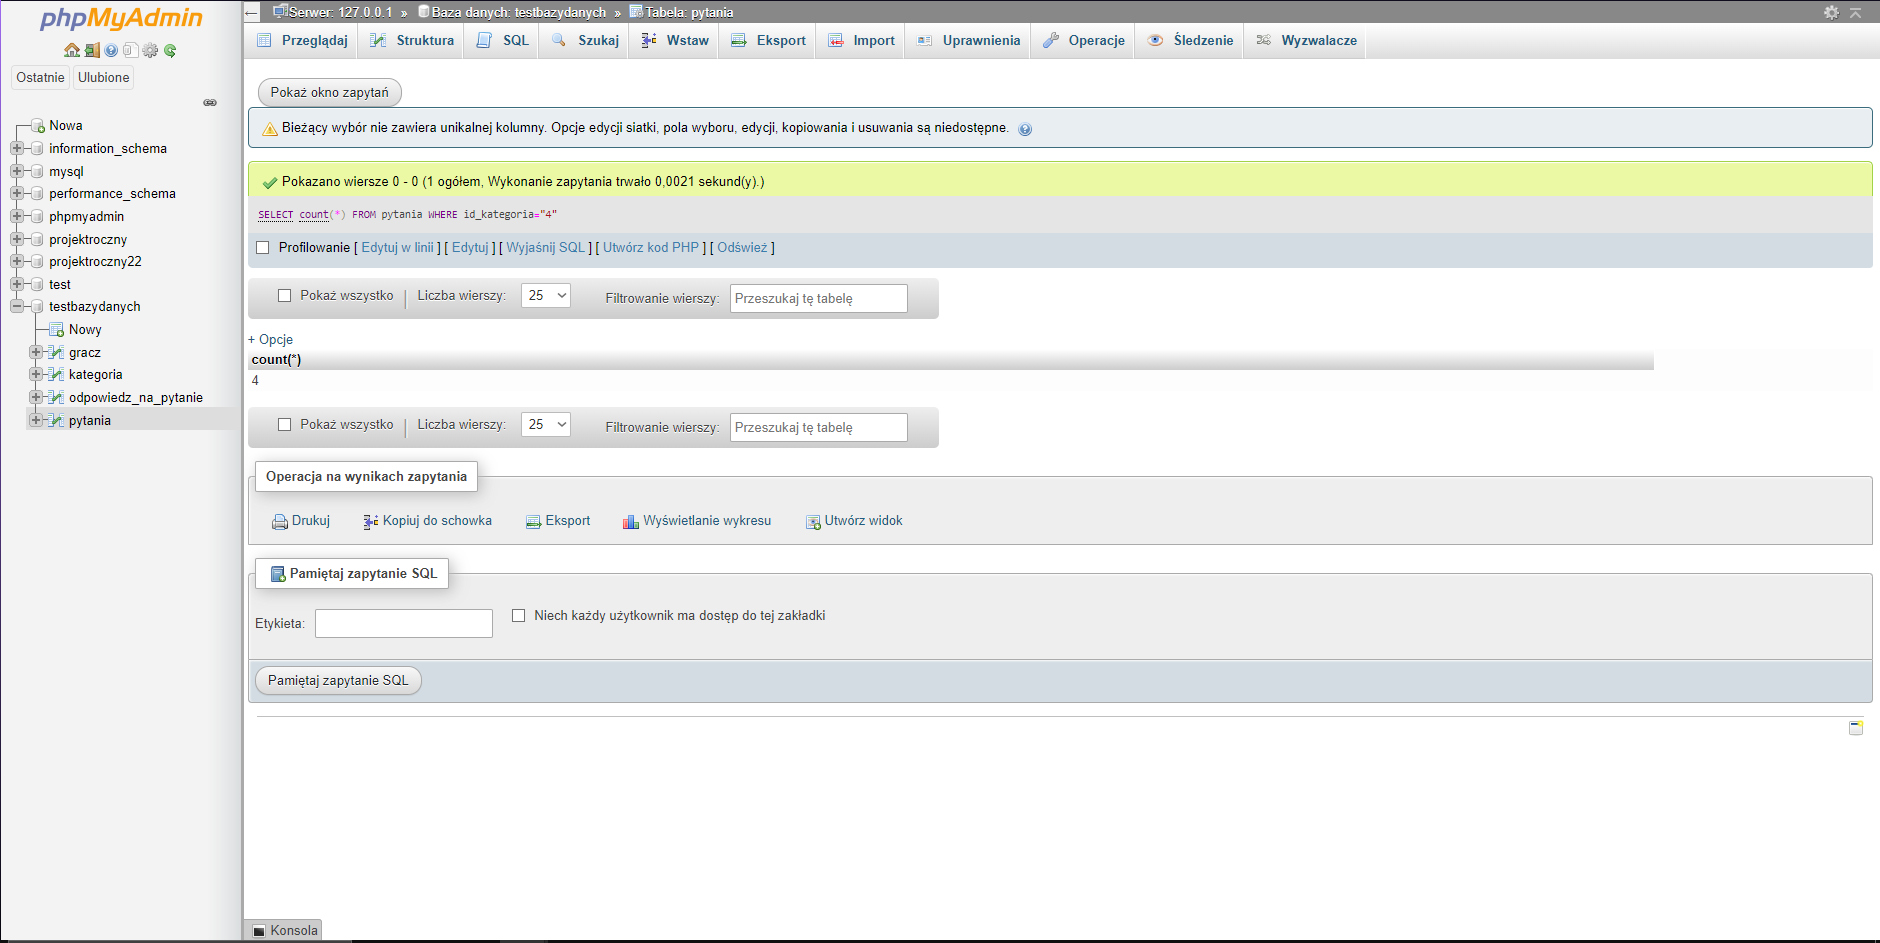 phpMyAdmin
Ostatnie Ulubione
Nowa
information_schema
mysql
performance_schema
phpmyadmin
projektroczny
projektroczny22
test
testbazydanych
Nowy
gracz
kategoria
odpowiedz_na_pytanie
pytania
Serwer: 127.0.0.1 » Baza danych: testbazydanych » Tabela: pytania
Przeglądaj Struktura SQL Szukaj Wstaw Eksport Import Uprawnienia Operacje Śledzenie Wyzwalacze
Pokaż okno zapytań
Bieżący wybór nie zawiera unikalnej kolumny. Opcje edycji siatki, pola wyboru, edycji, kopiowania i usuwania są niedostępne.
Pokazano wiersze 0 - 0 (1 ogółem, Wykonanie zapytania trwało 0,0021 sekund(y).)
SELECT count(*) FROM pytania WHERE id_kategoria="4"
Profilowanie [ Edytuj w linii ] [ Edytuj ] [ Wyjaśnij SQL ] [ Utwórz kod PHP ] [ Odśwież ]
Pokaż wszystko | Liczba wierszy: 25 Filtrowanie wierszy: Przeszukaj tę tabelę
+ Opcje
count(*)
4
Pokaż wszystko | Liczba wierszy: 25 Filtrowanie wierszy: Przeszukaj tę tabelę
Operacja na wynikach zapytania
Drukuj Kopiuj do schowka Eksport Wyświetlanie wykresu Utwórz widok
Pamiętaj zapytanie SQL
Etykieta: Niech każdy użytkownik ma dostęp do tej zakładki
Pamiętaj zapytanie SQL
Konsola